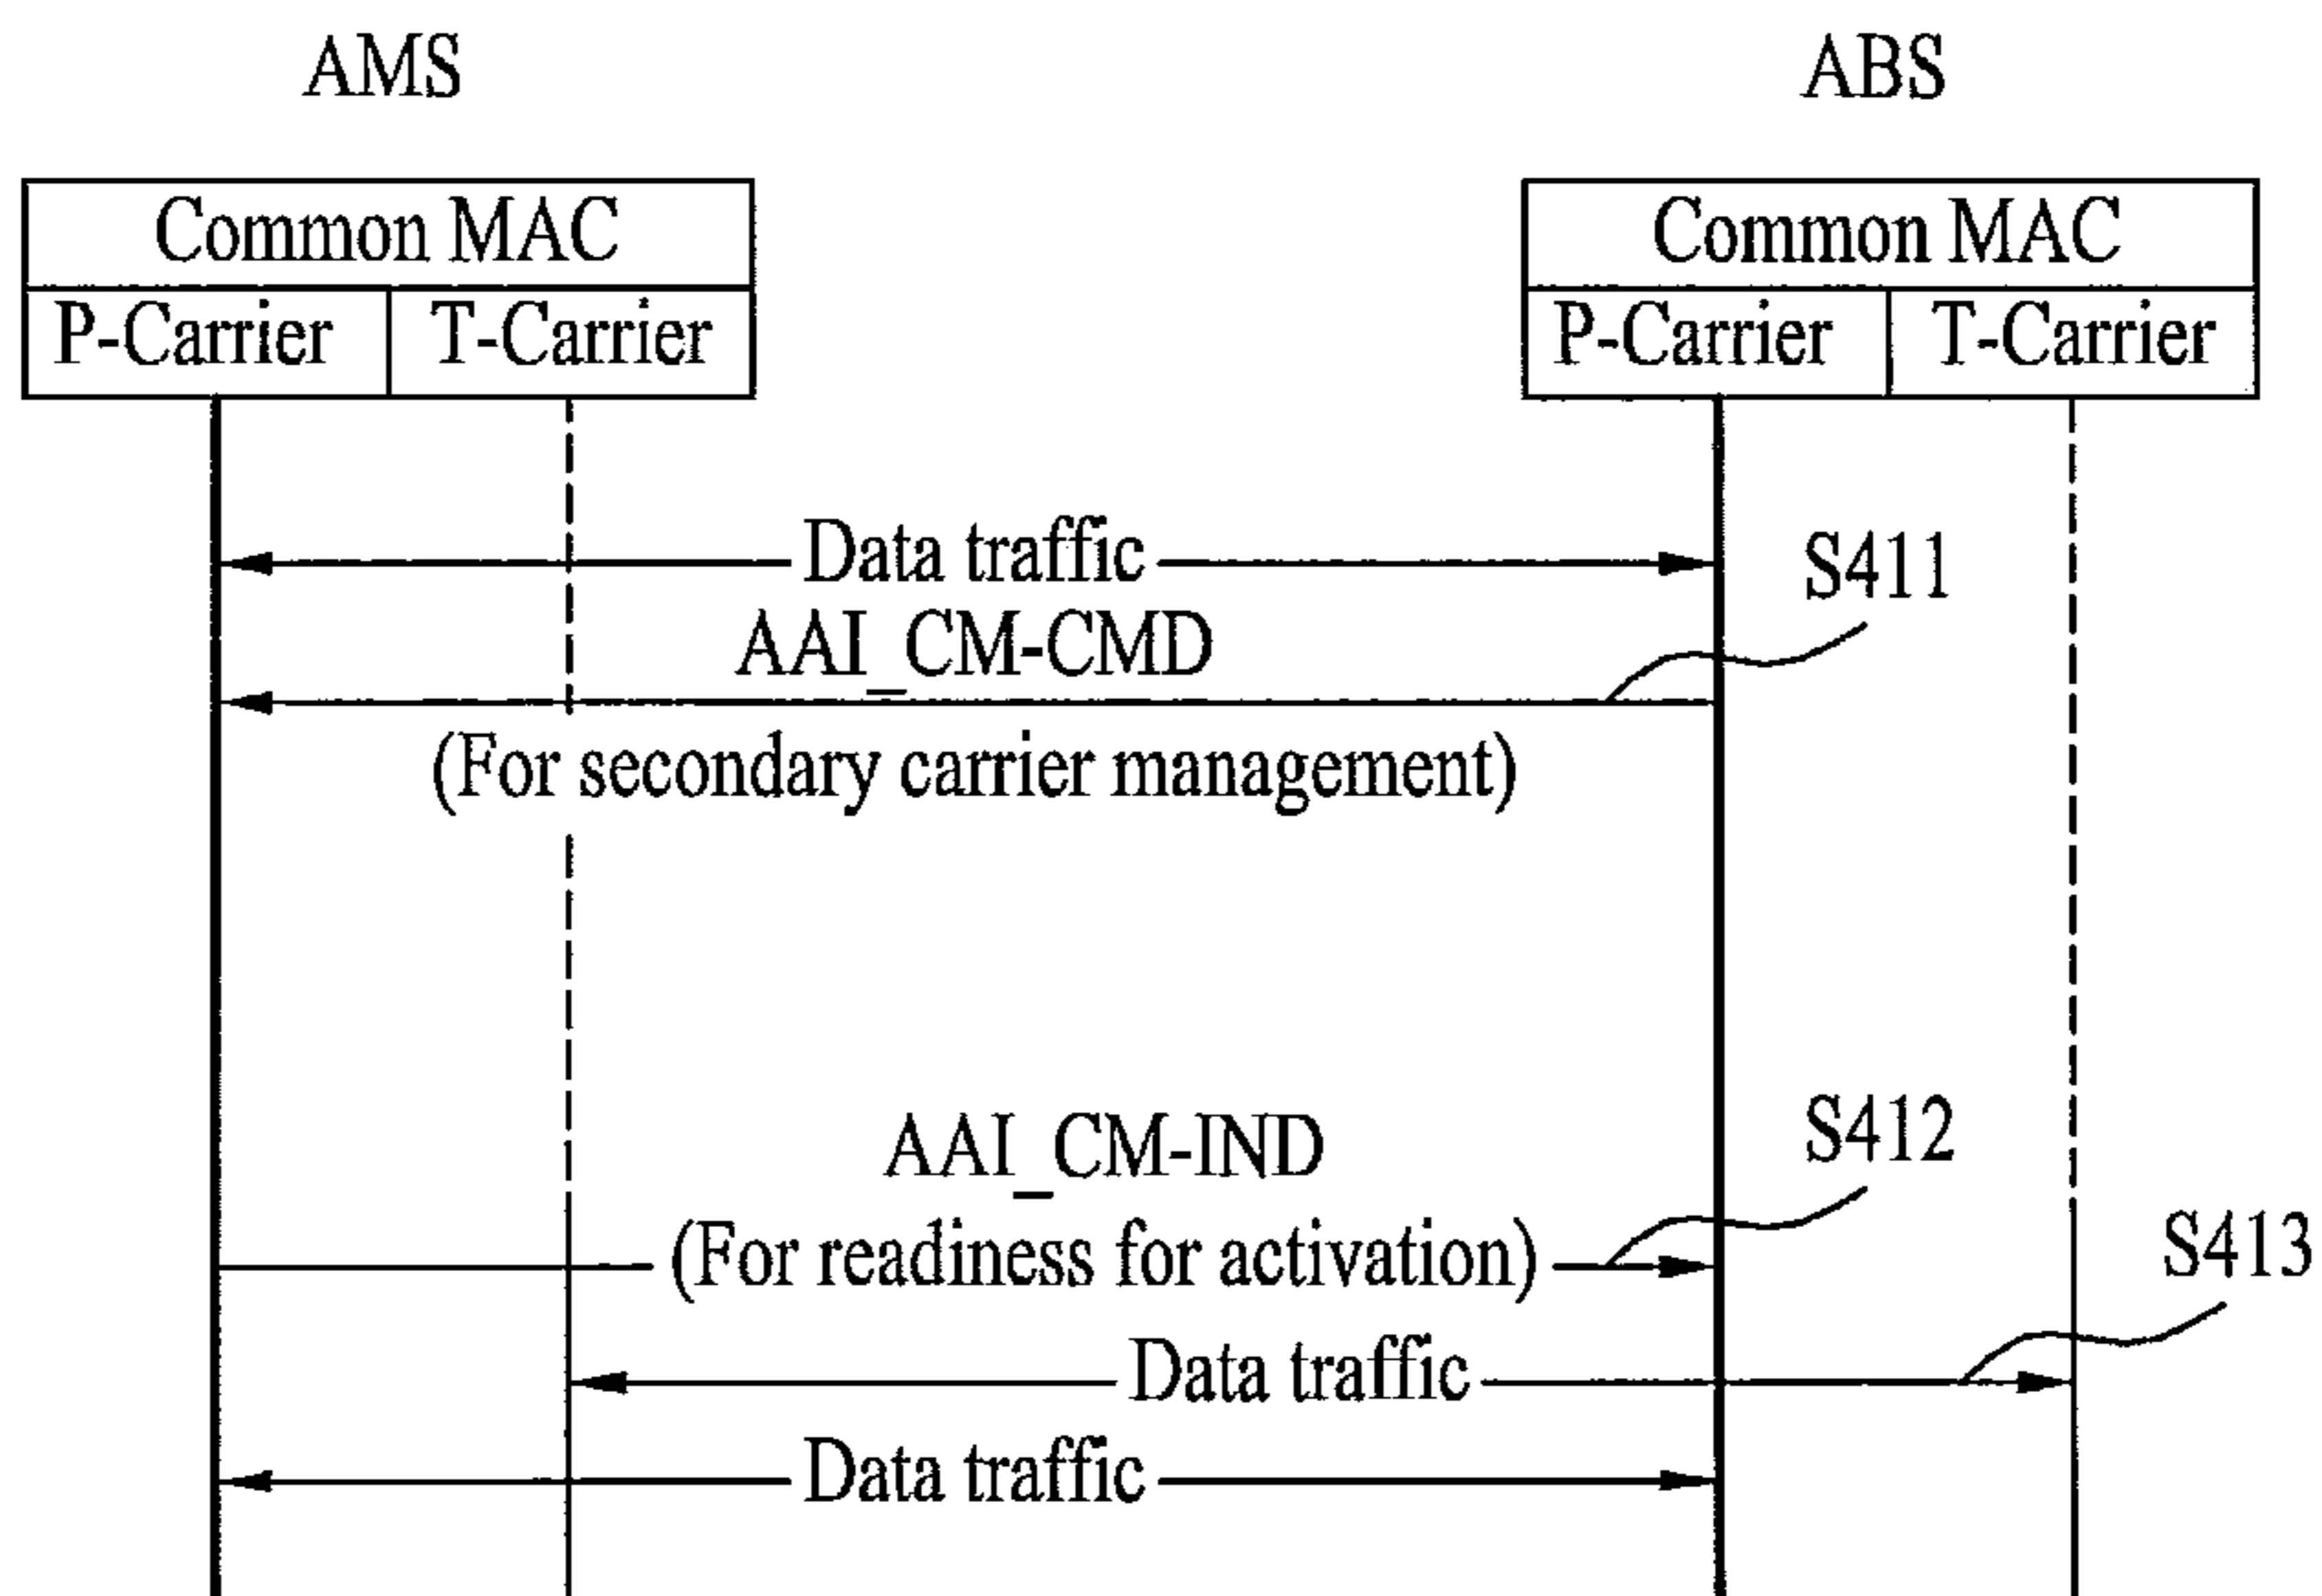 AMS
ABS
Common MAC
Common MAC
P-Carrier
T-Carrier
P-Carrier
T-Carrier
Data traffic
S411
AAI_CM-CMD
(For secondary carrier management)
S412
AAI_CM-IND
(For readiness for activation)
S413
Data traffic
Data traffic